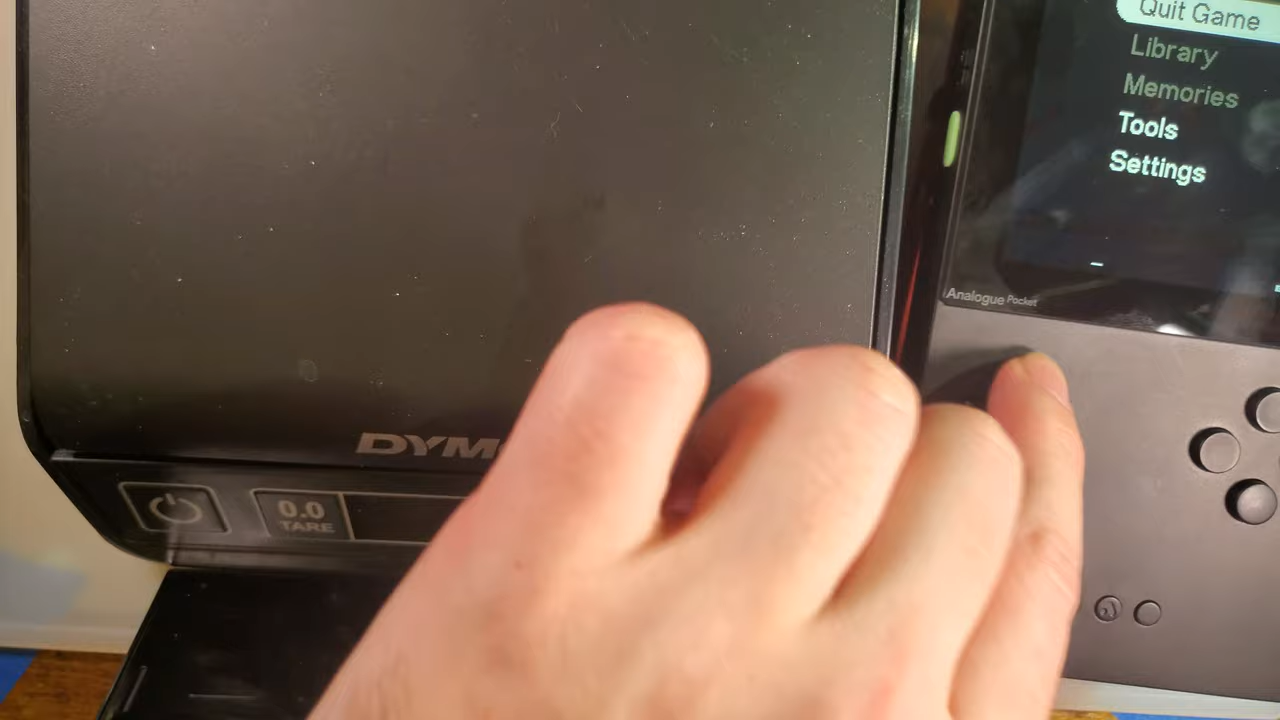 Quit Game
Library
Memories
Tools
Settings
Analogue Pocket
DYM
0.0
TARE